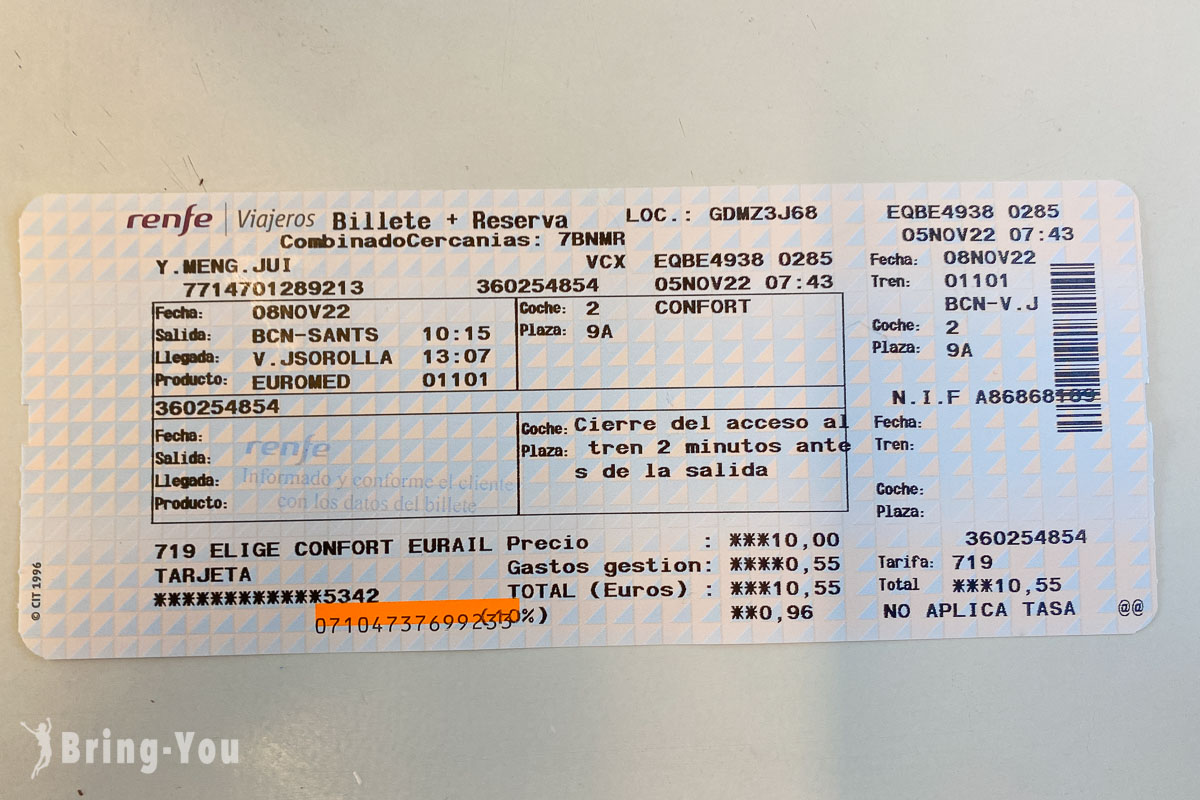 renfe Viajeros Billete + Reserva LOC.: GDMZ3J68
CombinadoCercanias: 7BNMR
Y.MENG.JUI VCX EQBE4938 0285
7714701289213 360254854 05NOV22 07:43
Fecha: 08NOV22
Salida: BCN-SANTS 10:15
Llegada: V.JSOROLLA 13:07
Producto: EUROMED 01101
Coche: 2 CONFORT
Plaza: 9A
360254854
Fecha:
Salida:
Llegada:
Producto:
renfe
Informado y conforme el cliente
con los datos del billete
Coche: Cierre del acceso al
Plaza: tren 2 minutos ante
s de la salida
719 ELIGE CONFORT EURAIL
TARJETA
************5342
Precio : ***10,00
Gastos gestion: ****0,55
TOTAL (Euros) : ***10,55
(10%) **0,96
EQBE4938 0285
05NOV22 07:43
Fecha: 08NOV22
Tren: 01101
BCN-V.J
Coche: 2
Plaza: 9A
N.I.F A86868189
Fecha:
Tren:
Coche:
Plaza:
360254854
Tarifa: 719
Total ***10,55
NO APLICA TASA @@
© CIT 1996
Bring-You